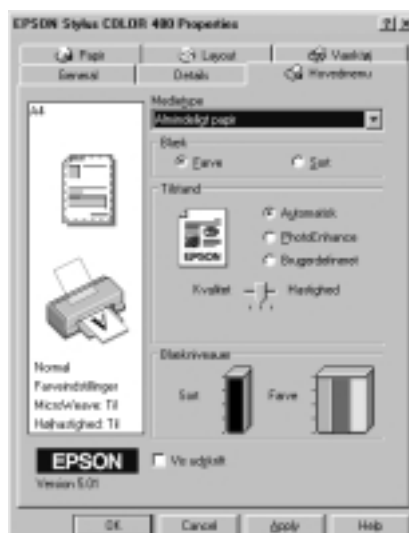 EPSON Stylus COLOR 400 Properties
Papir Layout Værktøj
General Details Hovedmenu
A4
Medietype
Almindeligt papir
Blæk
Farve Sort
Tilstand
Automatisk
PhotoEnhance
Brugerdefineret
EPSON
Kvalitet Hastighed
Normal
Farveindstillinger
MicroWeave: Til
Højhastighed: Til
Blækniveauer
Sort Farve
EPSON
Vis udskrift
Version 5.01
OK Cancel Apply Help